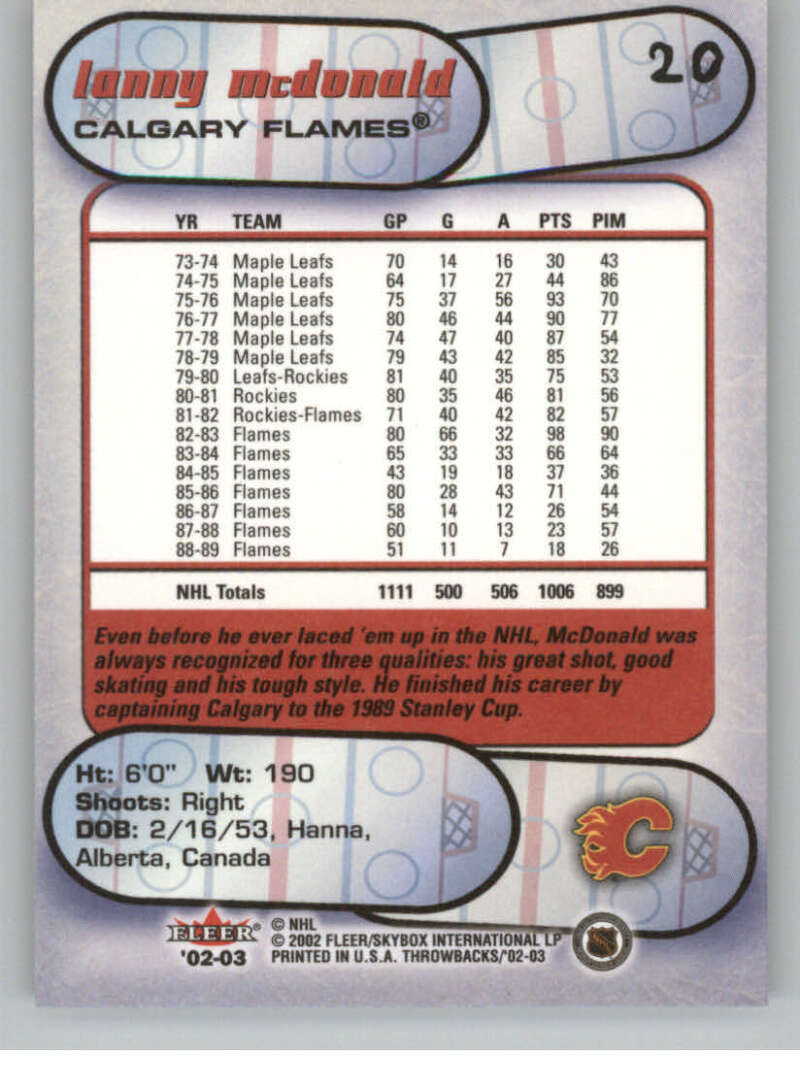 lanny mcdonald
CALGARY FLAMES®
20
YR TEAM GP G A PTS PIM
73-74 Maple Leafs 70 14 16 30 43
74-75 Maple Leafs 64 17 27 44 86
75-76 Maple Leafs 75 37 56 93 70
76-77 Maple Leafs 80 46 44 90 77
77-78 Maple Leafs 74 47 40 87 54
78-79 Maple Leafs 79 43 42 85 32
79-80 Leafs-Rockies 81 40 35 75 53
80-81 Rockies 80 35 46 81 56
81-82 Rockies-Flames 71 40 42 82 57
82-83 Flames 80 66 32 98 90
83-84 Flames 65 33 33 66 64
84-85 Flames 43 19 18 37 36
85-86 Flames 80 28 43 71 44
86-87 Flames 58 14 12 26 54
87-88 Flames 60 10 13 23 57
88-89 Flames 51 11 7 18 26
NHL Totals 1111 500 506 1006 899
Even before he ever laced 'em up in the NHL, McDonald was
always recognized for three qualities: his great shot, good
skating and his tough style. He finished his career by
captaining Calgary to the 1989 Stanley Cup.
Ht: 6'0" Wt: 190
Shoots: Right
DOB: 2/16/53, Hanna,
Alberta, Canada
C
FLEER®
'02-03
© NHL
© 2002 FLEER/SKYBOX INTERNATIONAL LP
PRINTED IN U.S.A. THROWBACKS/'02-03
NHL